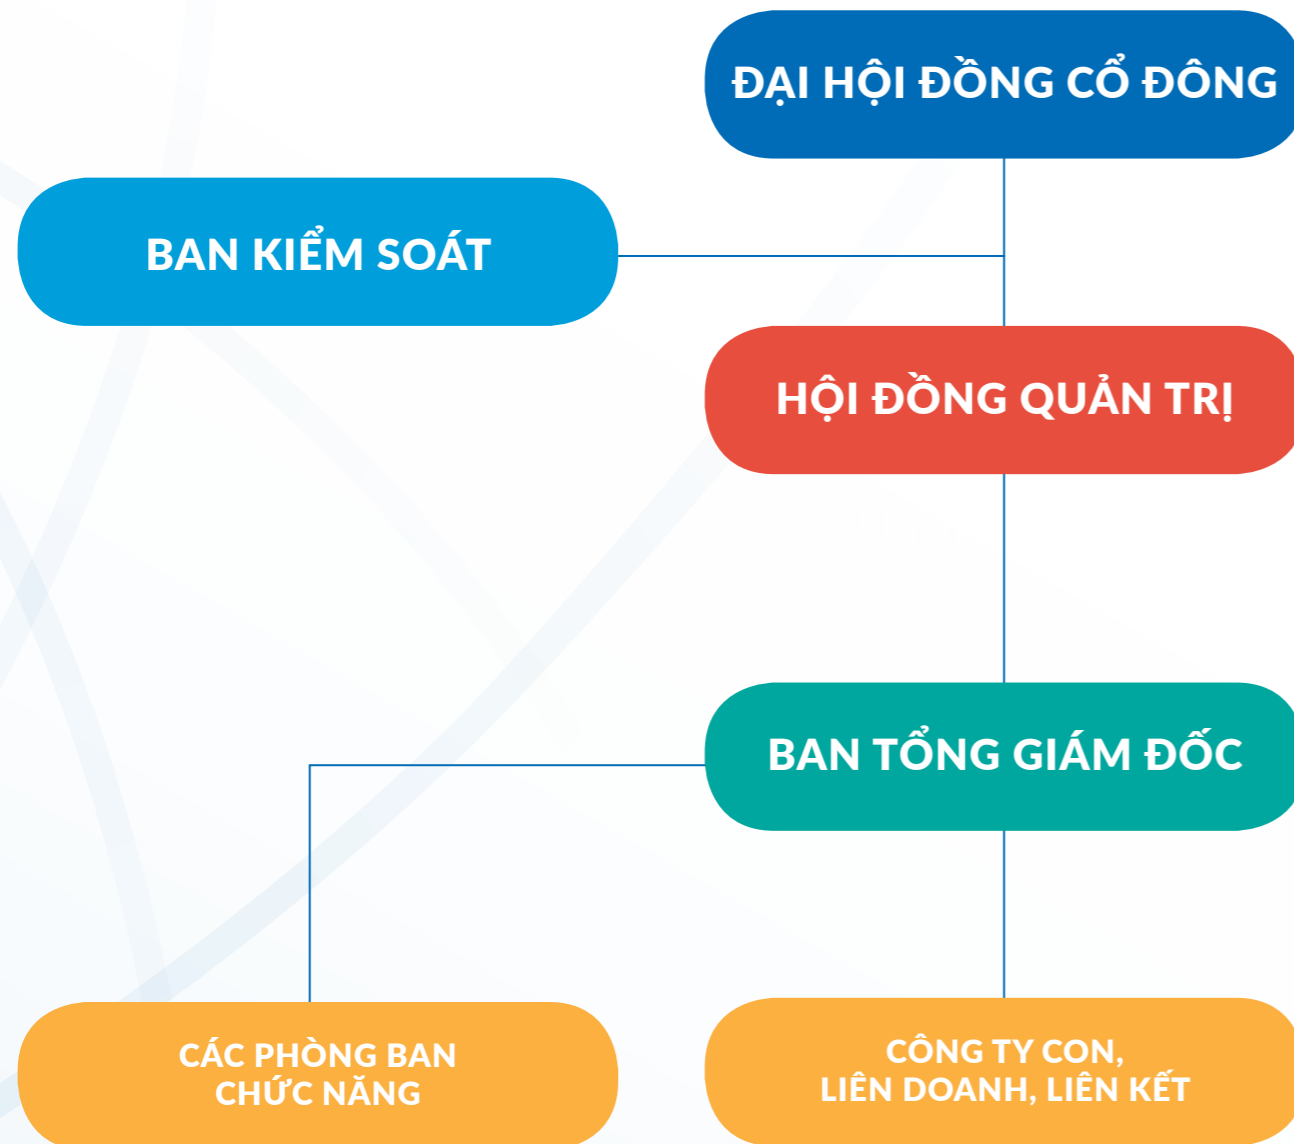 ĐẠI HỘI ĐỒNG CỔ ĐÔNG
BAN KIỂM SOÁT
HỘI ĐỒNG QUẢN TRỊ
BAN TỔNG GIÁM ĐỐC
CÁC PHÒNG BAN
CHỨC NĂNG
CÔNG TY CON,
LIÊN DOANH, LIÊN KẾT